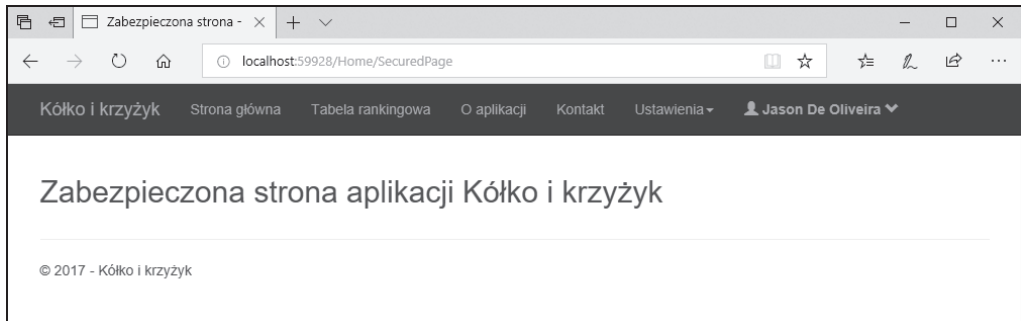 Zabezpieczona strona -
localhost:59928/Home/SecuredPage
Kółko i krzyżyk Strona główna Tabela rankingowa O aplikacji Kontakt Ustawienia Jason De Oliveira
Zabezpieczona strona aplikacji Kółko i krzyżyk
© 2017 - Kółko i krzyżyk